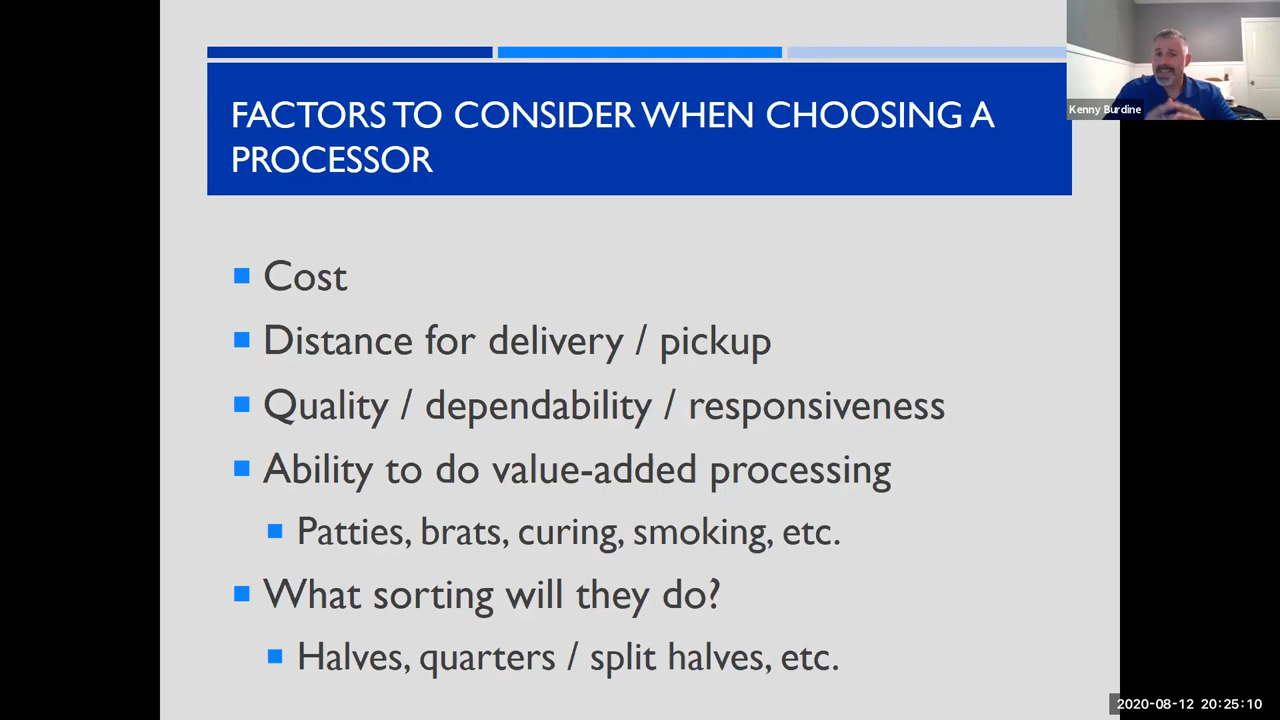 FACTORS TO CONSIDER WHEN CHOOSING A
PROCESSOR
Kenny Burdine
Cost
Distance for delivery / pickup
Quality / dependability / responsiveness
Ability to do value-added processing
Patties, brats, curing, smoking, etc.
What sorting will they do?
Halves, quarters / split halves, etc.
2020-08-12 20:25:10